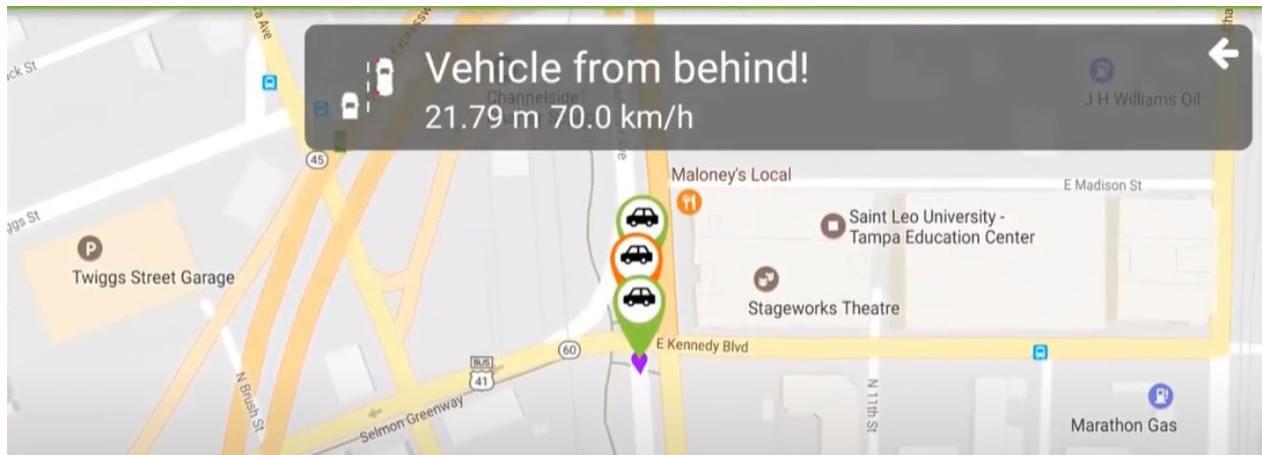 Vehicle from behind!
21.79 m 70.0 km/h
Channelside
J H Williams Oil
45
Maloney's Local
E Madison St
Saint Leo University -
Tampa Education Center
P
Twiggs Street Garage
Stageworks Theatre
E Kennedy Blvd
60
BUS
41
N Brush St
Selmon Greenway
N 11th St
Marathon Gas